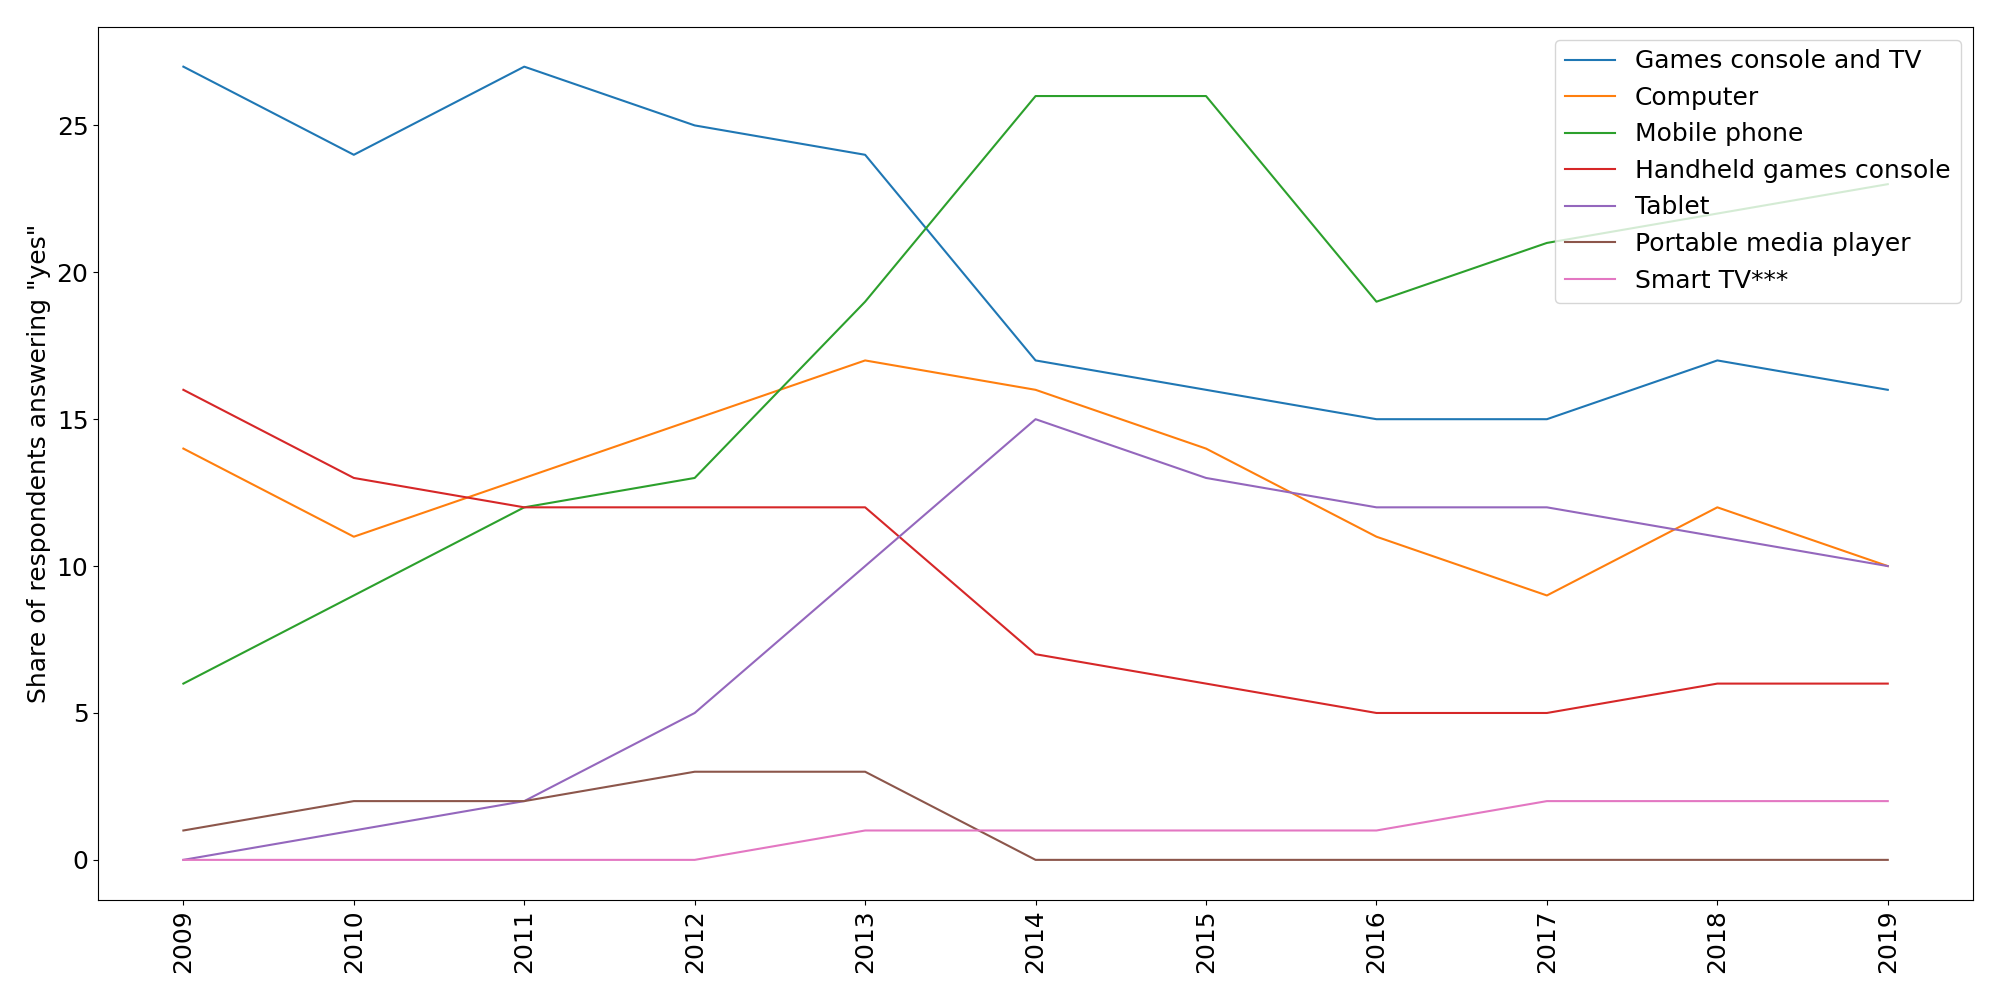 Share of respondents answering "yes"
25
20
15
10
5
0
2009
2010
2011
2012
2013
2014
2015
2016
2017
2018
2019
Games console and TV
Computer
Mobile phone
Handheld games console
Tablet
Portable media player
Smart TV***